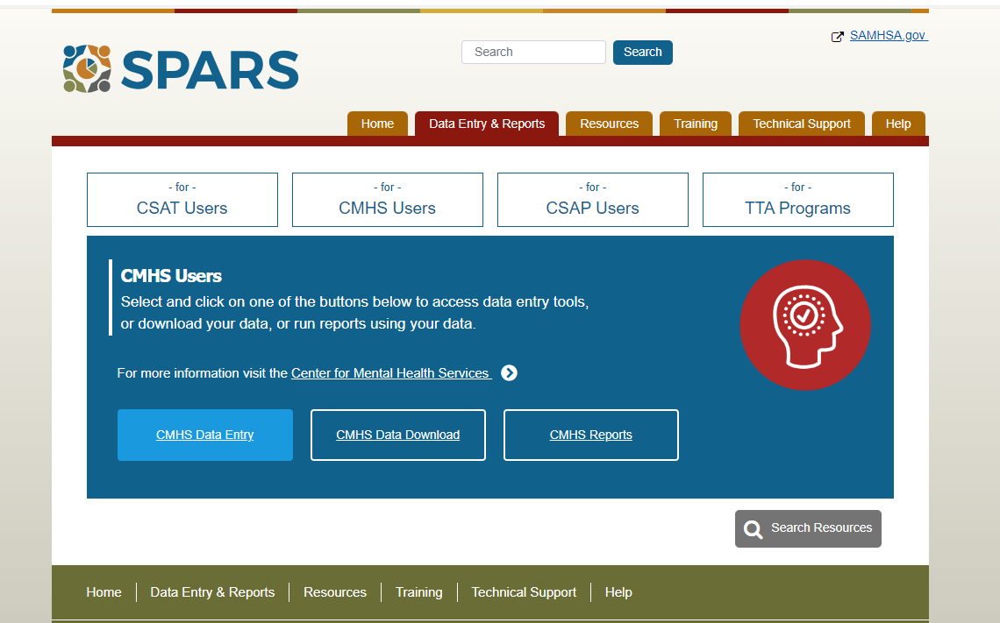 SAMHSA.gov
SPARS
Search
Search
Home
Data Entry & Reports
Resources
Training
Technical Support
Help
- for -
CSAT Users
- for -
CMHS Users
- for -
CSAP Users
- for -
TTA Programs
CMHS Users
Select and click on one of the buttons below to access data entry tools,
or download your data, or run reports using your data.
For more information visit the Center for Mental Health Services
CMHS Data Entry
CMHS Data Download
CMHS Reports
Search Resources
Home
Data Entry & Reports
Resources
Training
Technical Support
Help